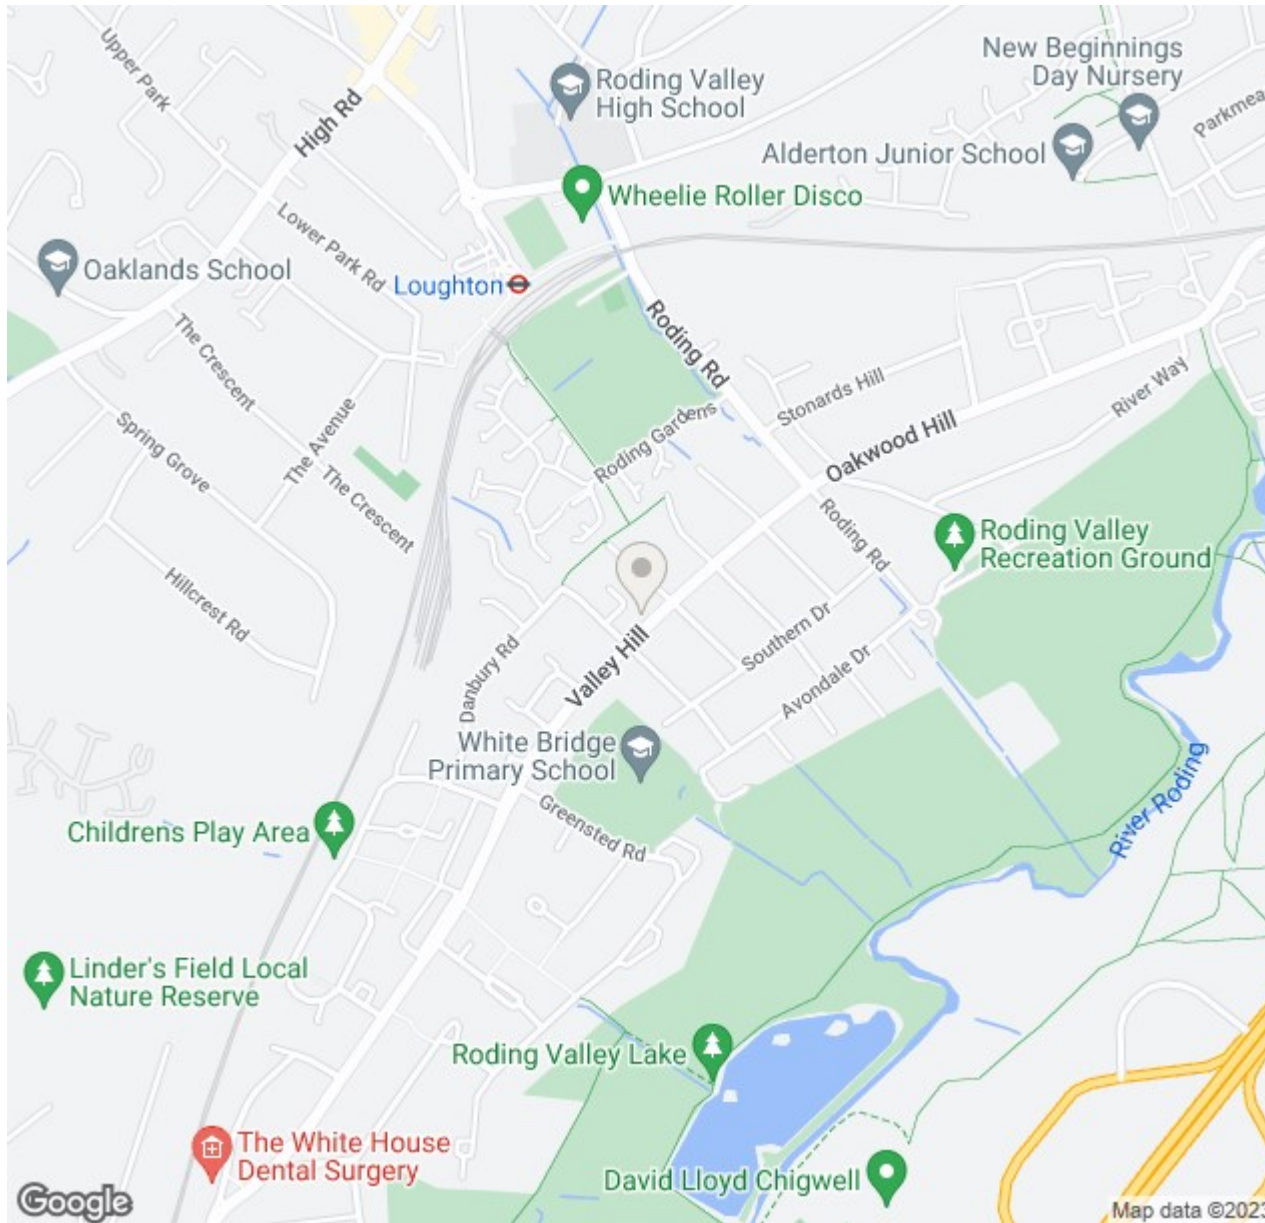 Upper Park
High Rd
Roding Valley
High School
New Beginnings
Day Nursery
Parkmea
Alderton Junior School
Wheelie Roller Disco
Lower Park Rd
Oaklands School
Loughton
The Crescent
Roding Rd
Stonards Hill
River Way
Spring Grove
The Avenue
Roding Gardens
Oakwood Hill
The Crescent
Roding Rd
Roding Valley
Recreation Ground
Hillcrest Rd
Danbury Rd
Valley Hill
Southern Dr
Avondale Dr
White Bridge
Primary School
River Roding
Childrens Play Area
Greensted Rd
Linder's Field Local
Nature Reserve
Roding Valley Lake
The White House
Dental Surgery
David Lloyd Chigwell
Google
Map data ©2023